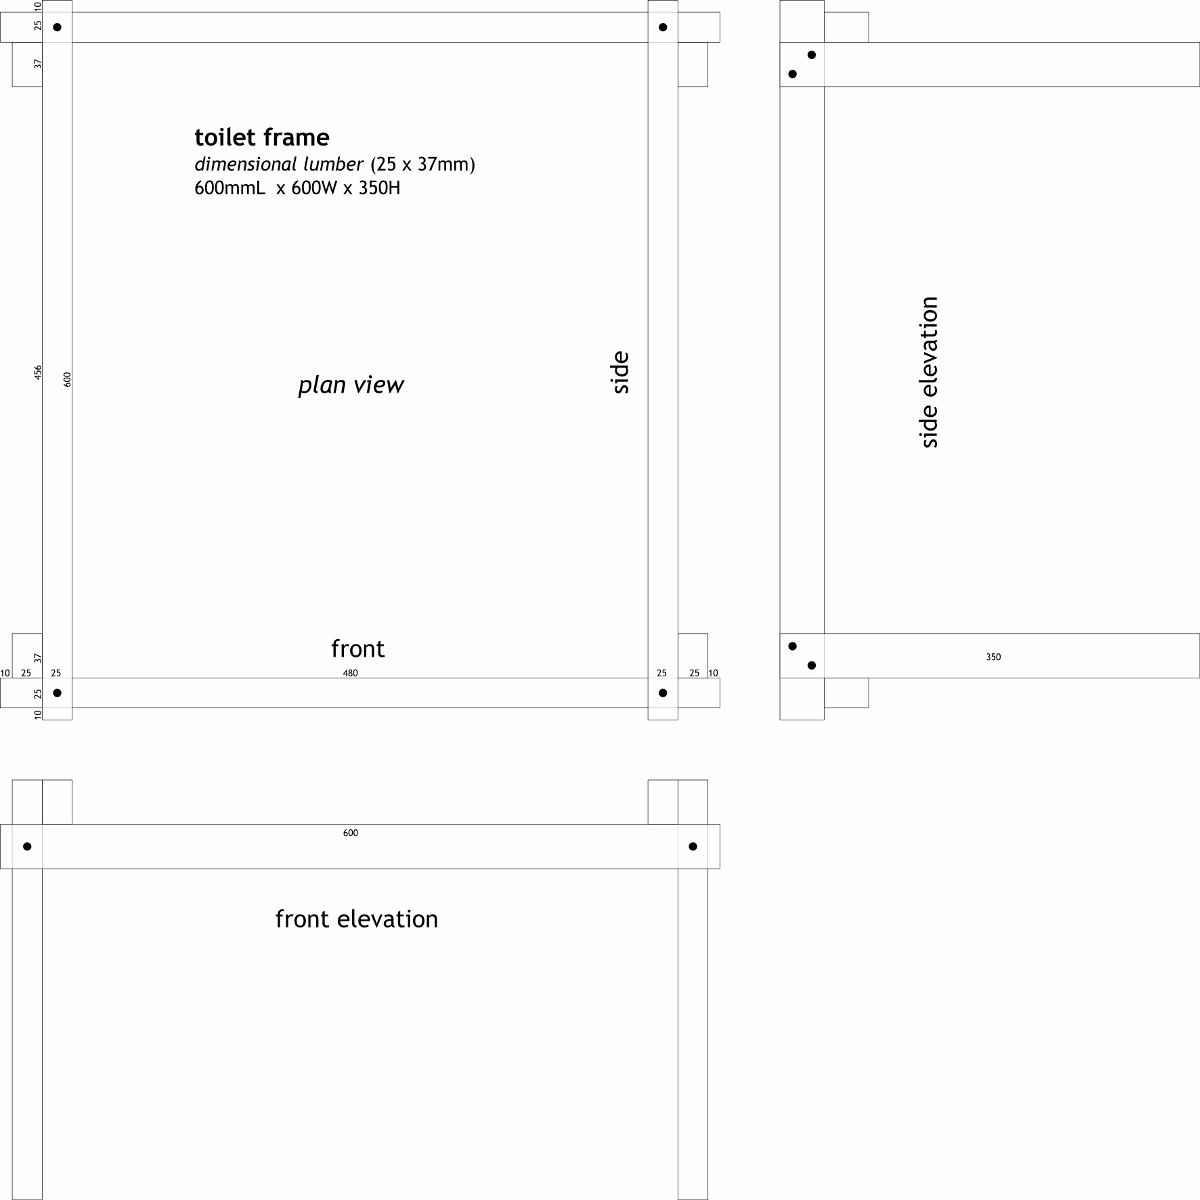 10
25
37
toilet frame
dimensional lumber (25 x 37mm)
600mmL x 600W x 350H
456
600
plan view
side
side elevation
front
37
10 25 25 480 25 25 10
25
10
350
600
front elevation